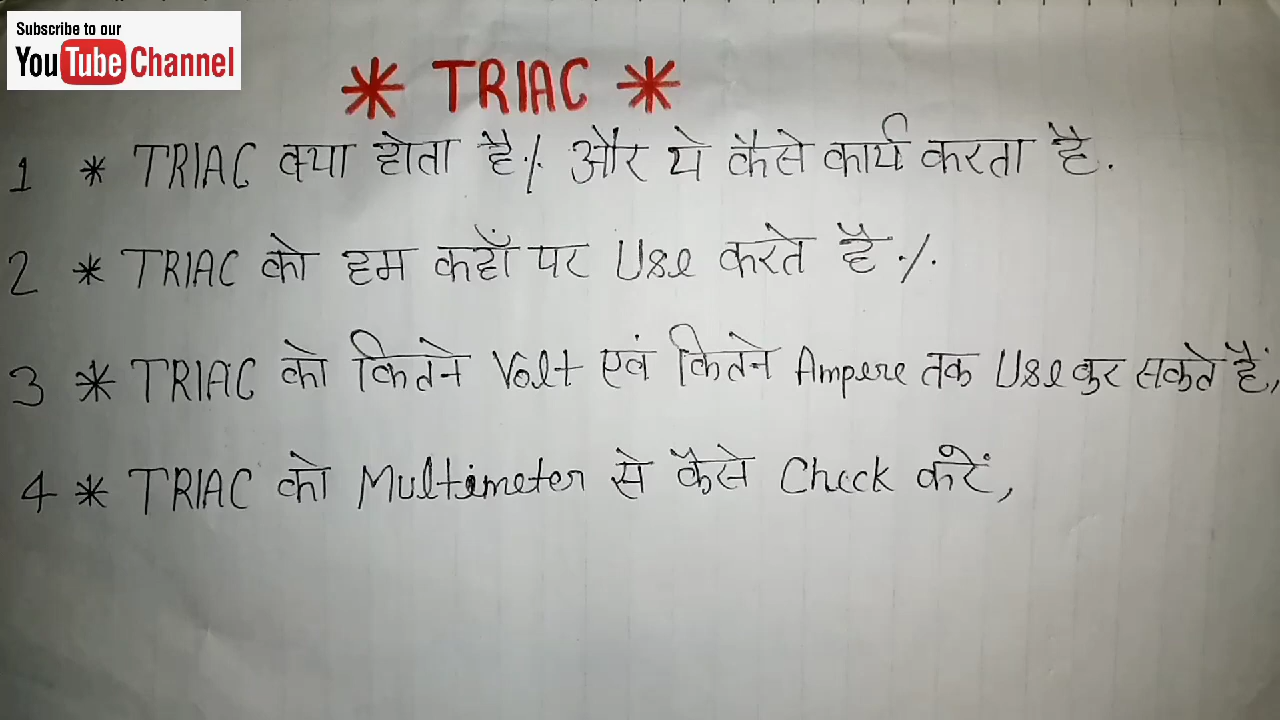 Subscribe to our
YouTube Channel
* TRIAC *
1 * TRIAC क्या होता है ./. और ये कैसे कार्य करता है.
2 * TRIAC को हम कहाँ पर Use करते है ./.
3 * TRIAC को कितने Volt एवं कितने Ampere तक Use कर सकते हैं,
4 * TRIAC को Multimeter से कैसे Check करें,